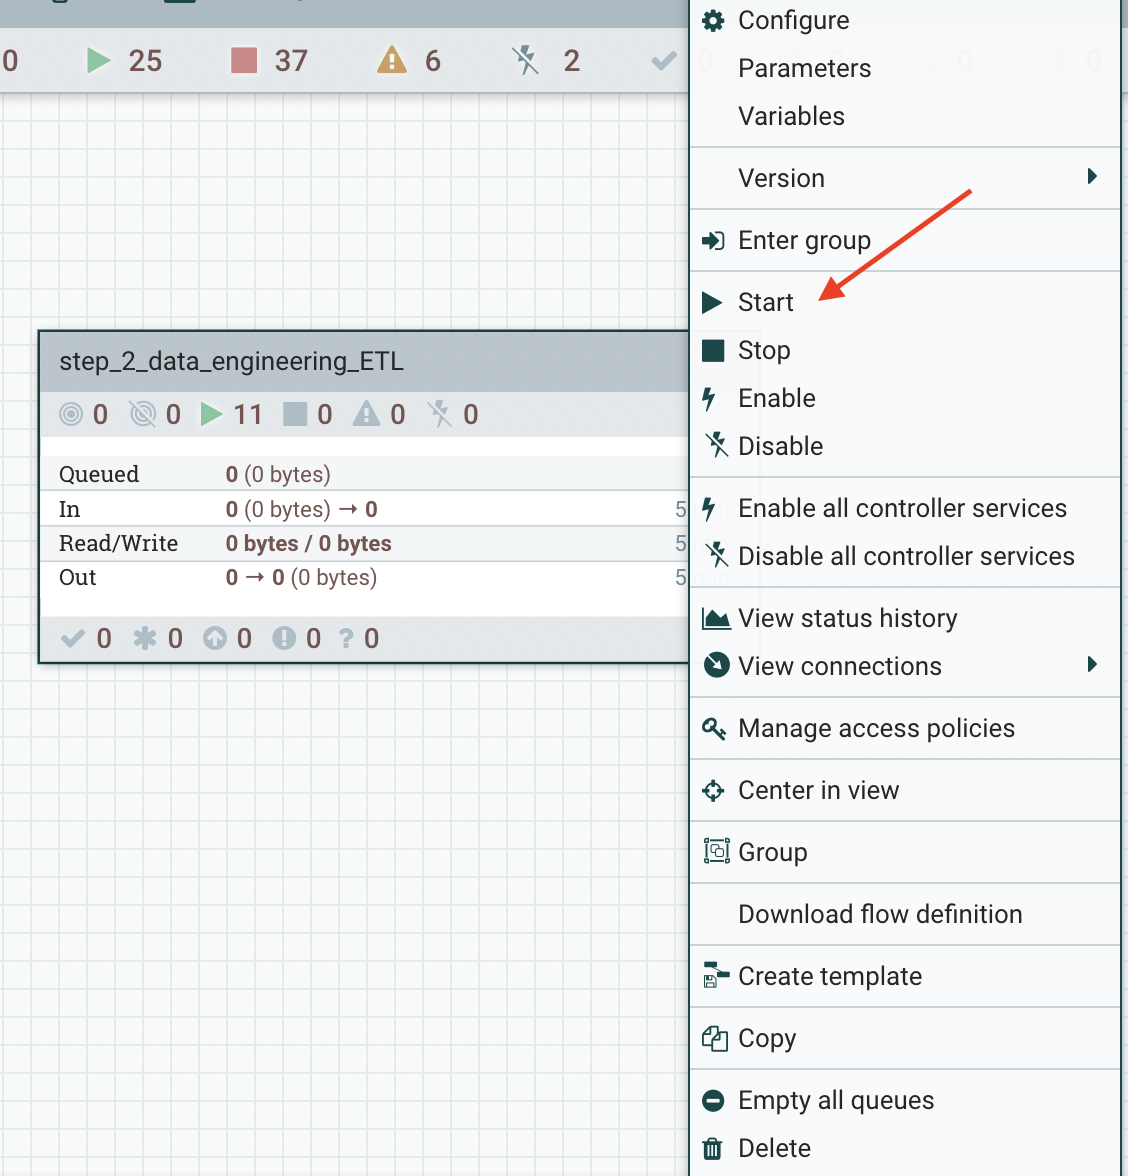 0 25 37 6 2
Configure
Parameters
Variables
Version
Enter group
Start
Stop
Enable
Disable
Enable all controller services
Disable all controller services
View status history
View connections
Manage access policies
Center in view
Group
Download flow definition
Create template
Copy
Empty all queues
Delete
step_2_data_engineering_ETL
0 0 11 0 0 0
Queued 0 (0 bytes)
In 0 (0 bytes) → 0 5
Read/Write 0 bytes / 0 bytes 5
Out 0 → 0 (0 bytes) 5
0 0 0 0 ? 0